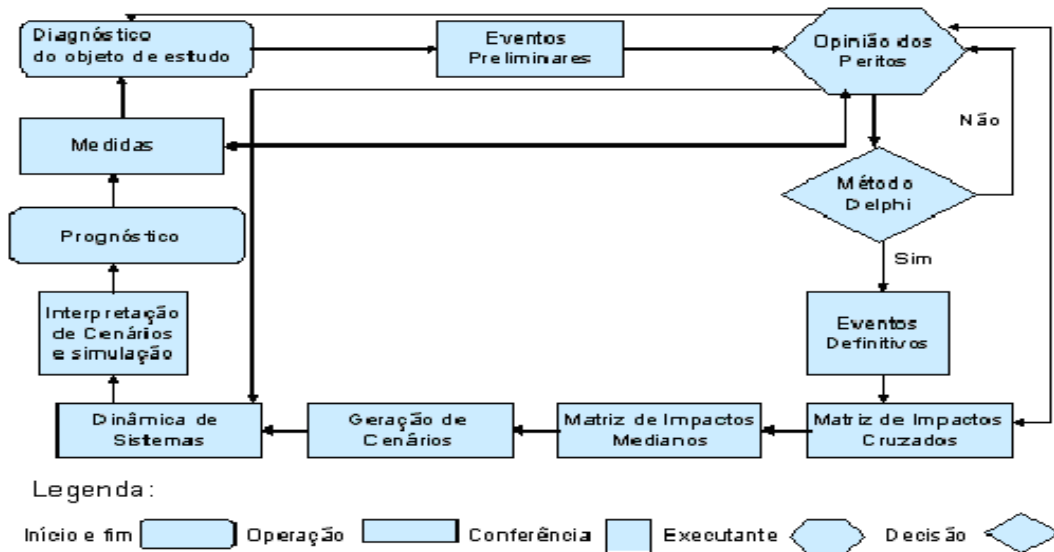 Diagnóstico
do objeto de estudo
Eventos
Preliminares
Opinião dos
Peritos
Não
Medidas
Método
Delphi
Prognóstico
Sim
Interpretação
de Cenários
e simulação
Eventos
Definitivos
Dinâmica de
Sistemas
Geração de
Cenários
Matriz de Impactos
Medianos
Matriz de Impactos
Cruzados
Legenda:
Início e fim Operação Conferência Executante Decisão